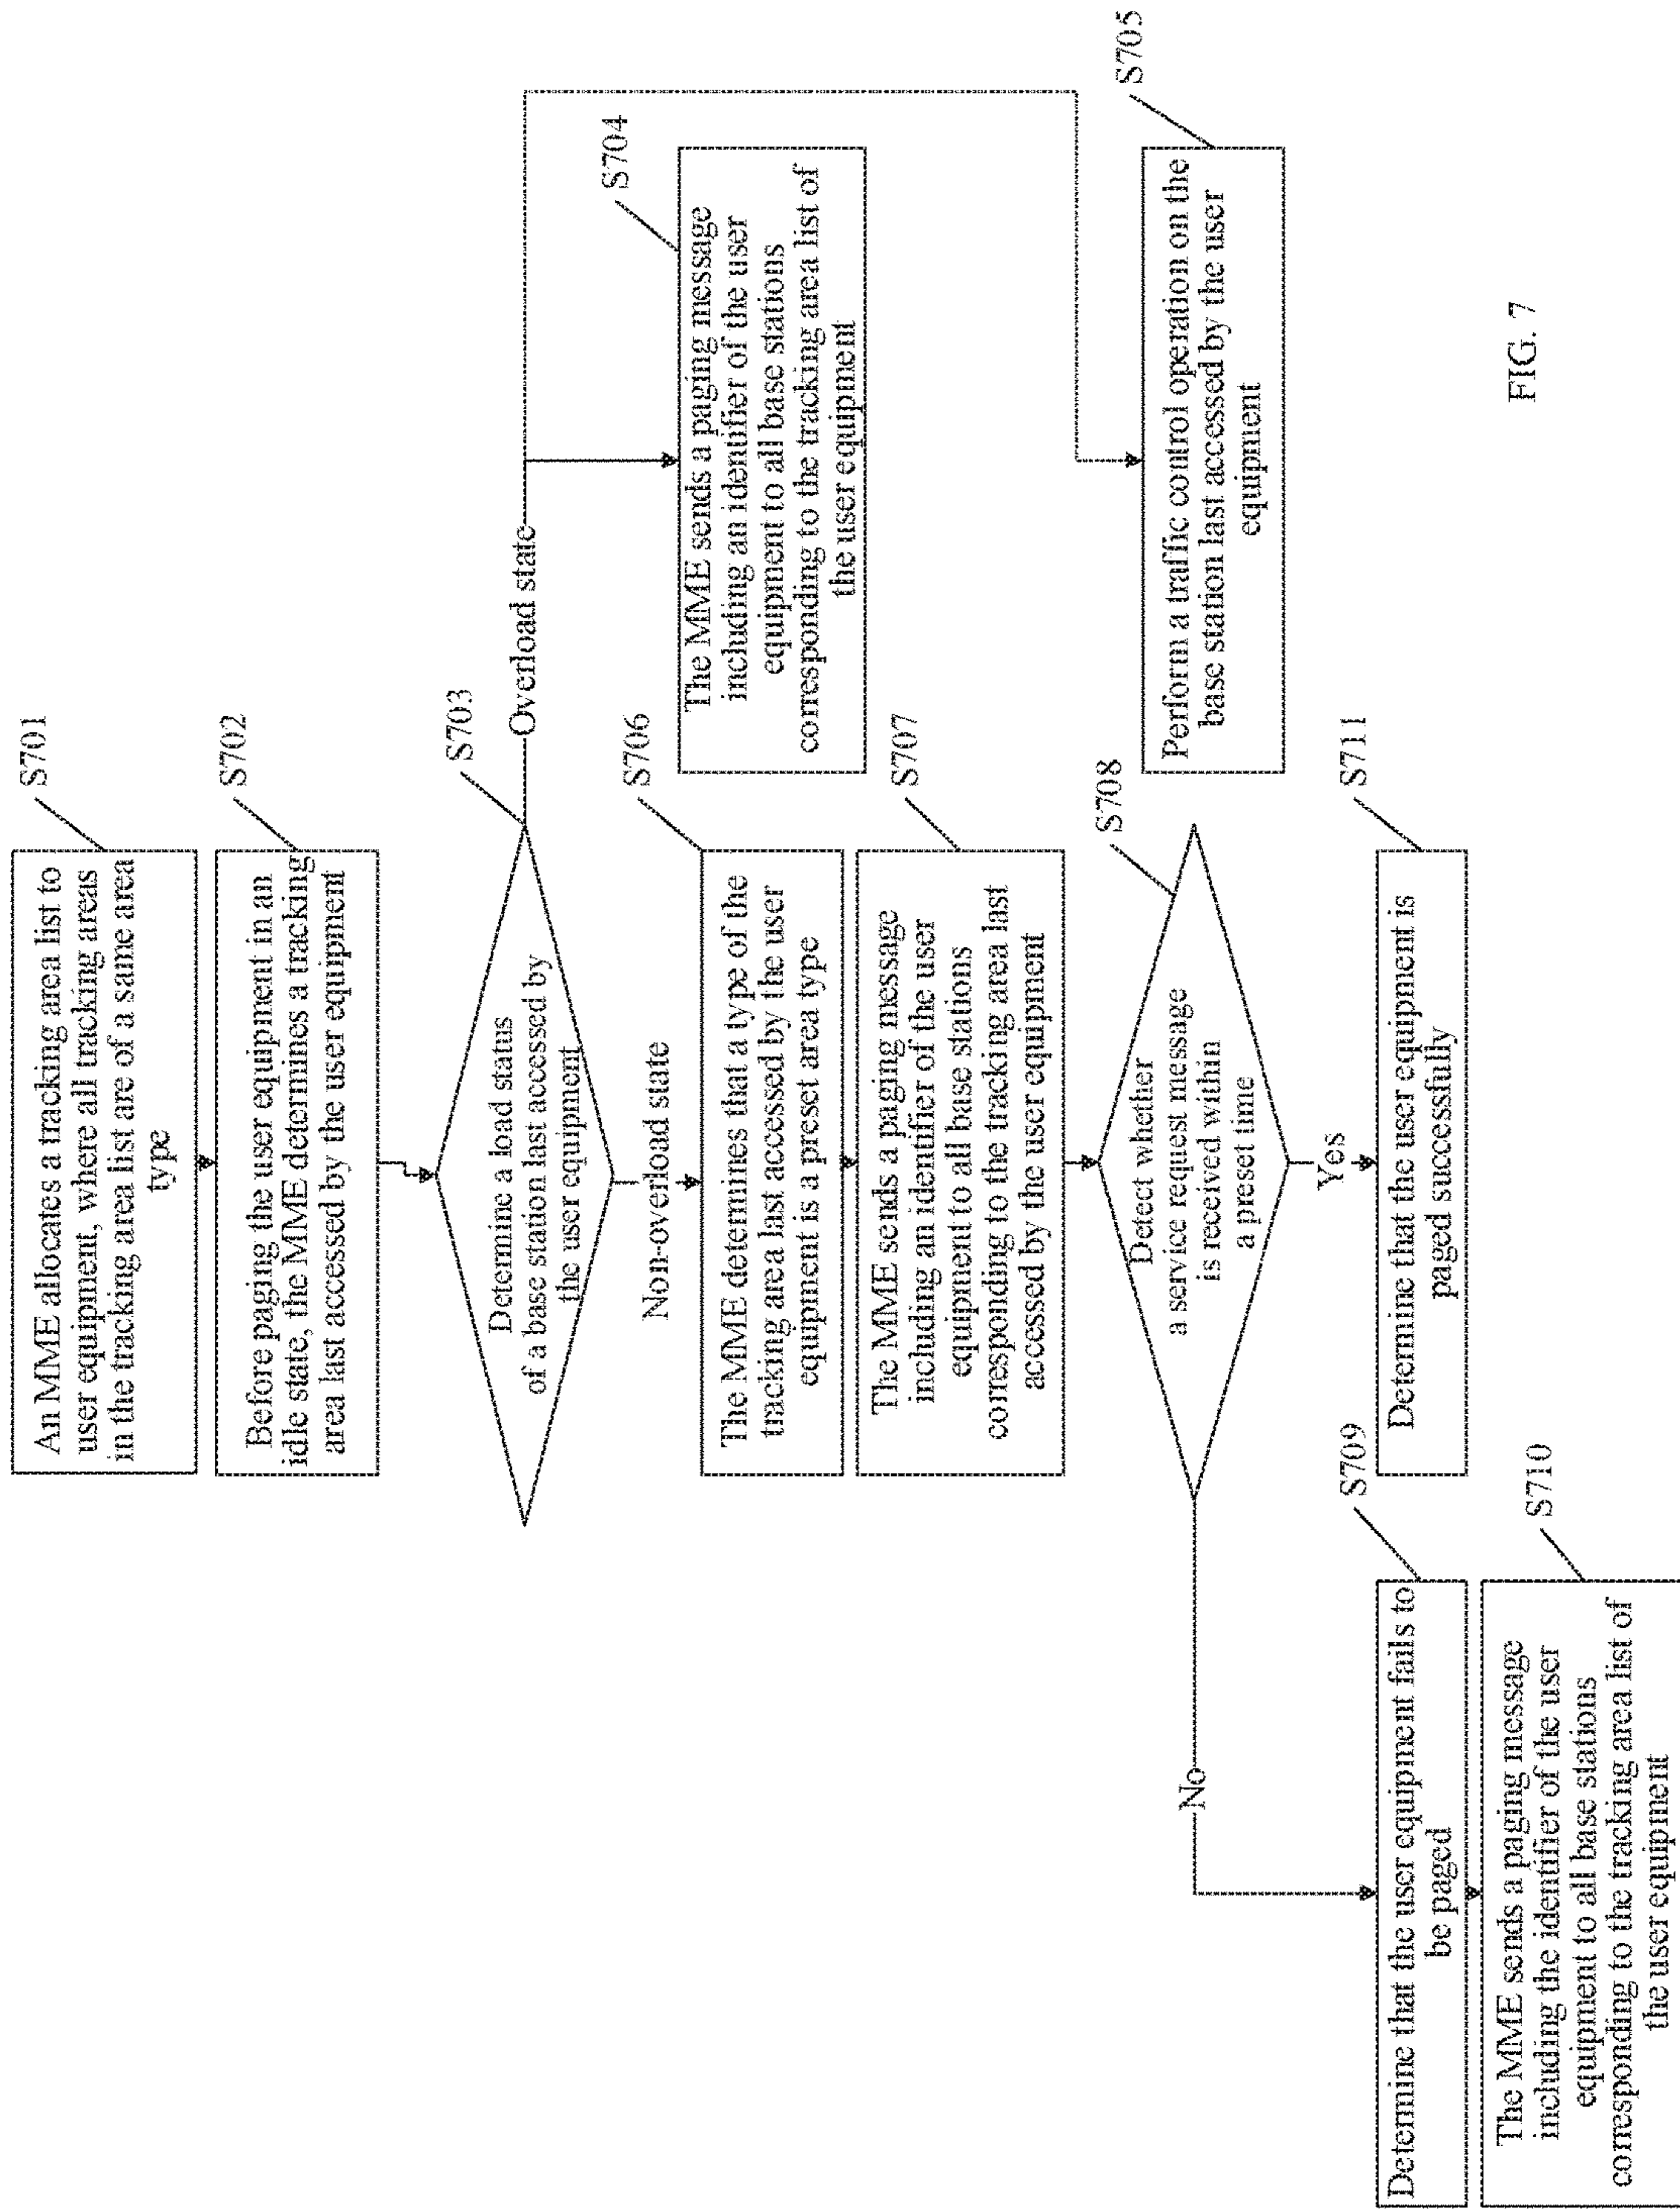 S701
An MME allocates a tracking area list to
user equipment, where all tracking areas
in the tracking area list are of a same area
type
S702
Before paging the user equipment in an
idle state, the MME determines a tracking
area last accessed by the user equipment
S703
Determine a load status
of a base station last accessed by
the user equipment
Overload state
S704
The MME sends a paging message
including an identifier of the user
equipment to all base stations
corresponding to the tracking area list of
the user equipment
S705
Perform a traffic control operation on the
base station last accessed by the user
equipment
Non-overload state
S706
The MME determines that a type of the
tracking area last accessed by the user
equipment is a preset area type
S707
The MME sends a paging message
including an identifier of the user
equipment to all base stations
corresponding to the tracking area last
accessed by the user equipment
S708
Detect whether
a service request message
is received within
a preset time
No
Yes
S709
Determine that the user equipment fails to
be paged
S710
The MME sends a paging message
including the identifier of the user
equipment to all base stations
corresponding to the tracking area list of
the user equipment
S711
Determine that the user equipment is
paged successfully
FIG. 7